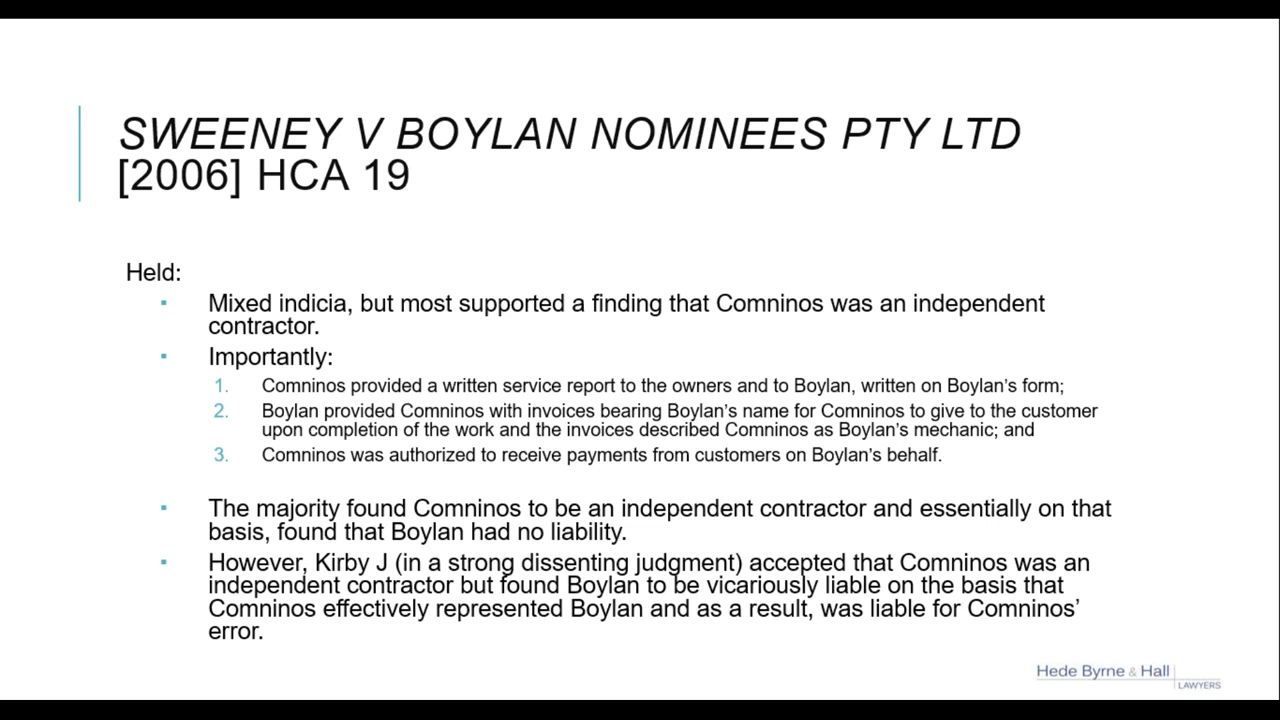 SWEENEY V BOYLAN NOMINEES PTY LTD
[2006] HCA 19
Held:
▪ Mixed indicia, but most supported a finding that Comninos was an independent
contractor.
▪ Importantly:
1. Comninos provided a written service report to the owners and to Boylan, written on Boylan's form;
2. Boylan provided Comninos with invoices bearing Boylan's name for Comninos to give to the customer
upon completion of the work and the invoices described Comninos as Boylan's mechanic; and
3. Comninos was authorized to receive payments from customers on Boylan's behalf.
▪ The majority found Comninos to be an independent contractor and essentially on that
basis, found that Boylan had no liability.
▪ However, Kirby J (in a strong dissenting judgment) accepted that Comninos was an
independent contractor but found Boylan to be vicariously liable on the basis that
Comninos effectively represented Boylan and as a result, was liable for Comninos'
error.
Hede Byrne & Hall
LAWYERS